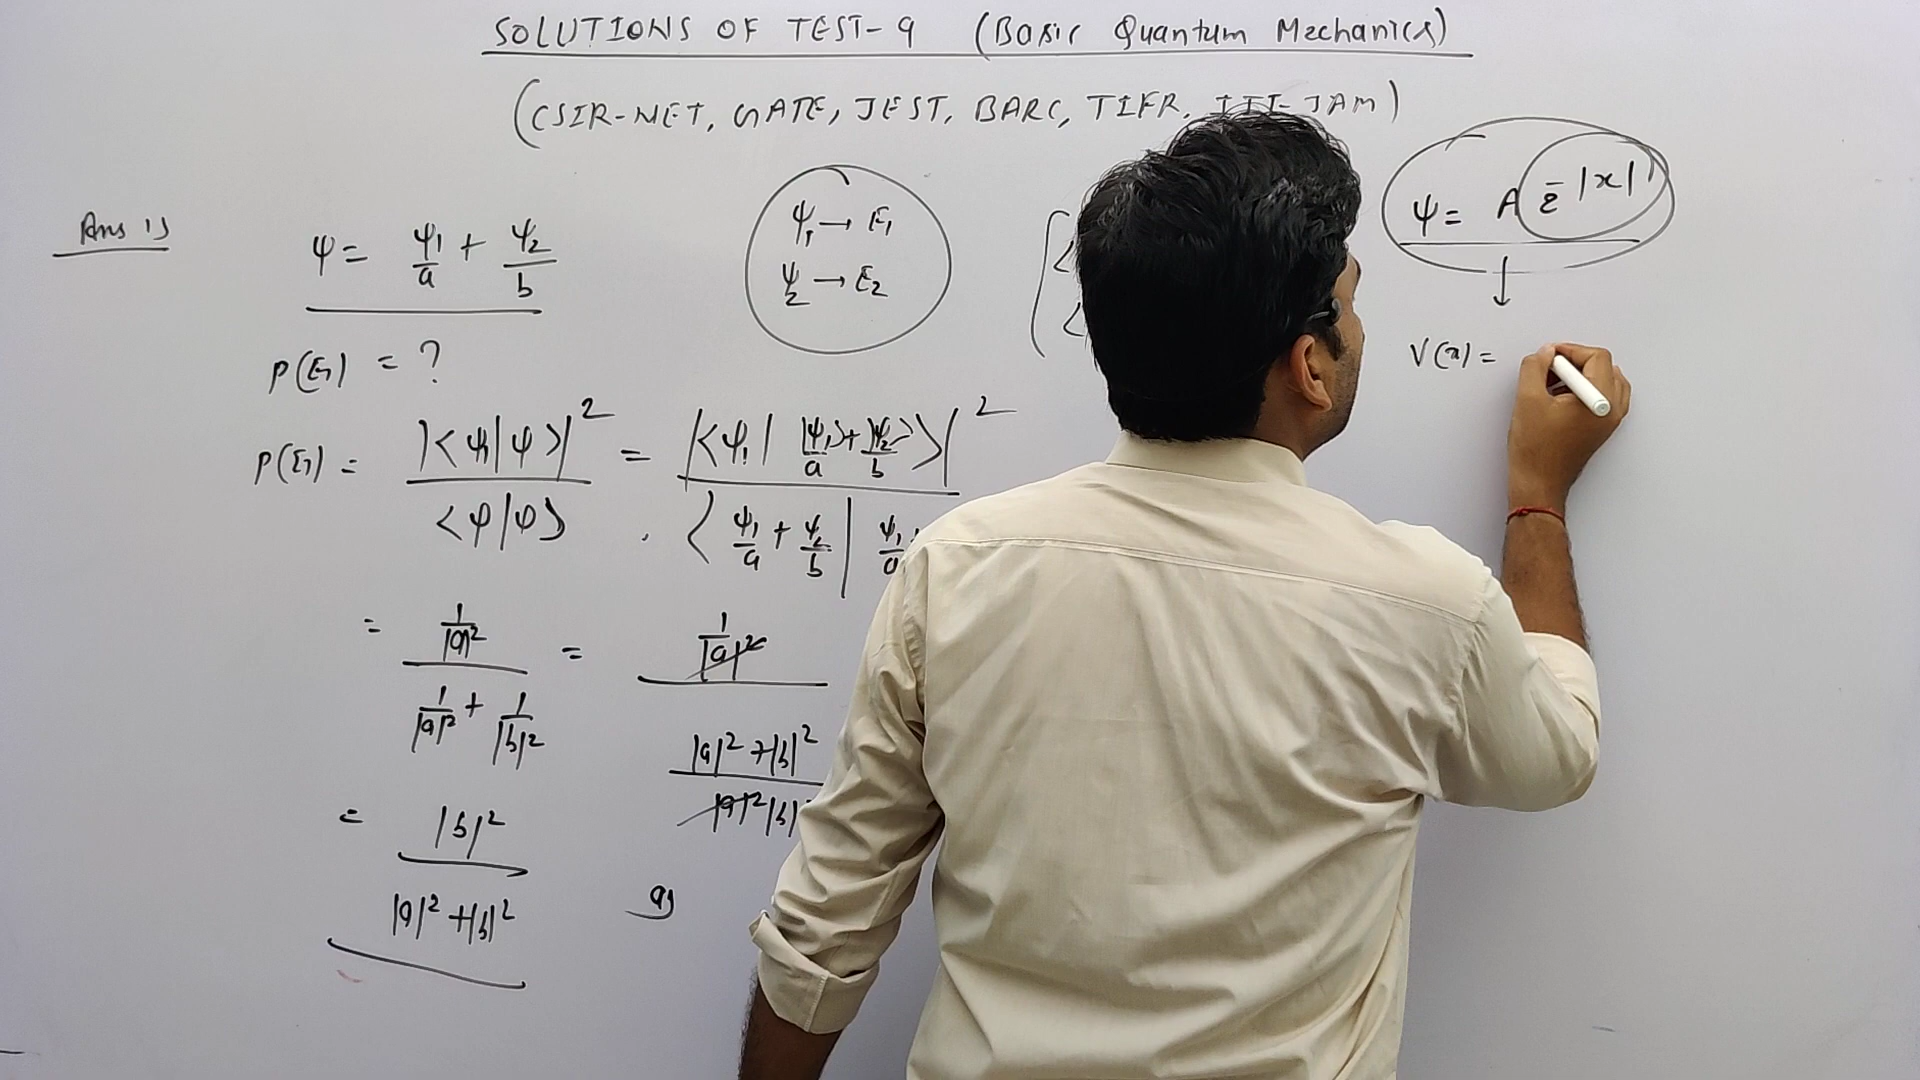 SOLUTIONS OF TEST-9 (Basic Quantum Mechanics)
(CSIR-NET, GATE, JEST, BARC, TIFR, IIT-JAM)
Ans 1)
ψ = ψ1/a + ψ2/b
ψ1 → E1
ψ2 → E2
P(E1) = ?
P(E1) = |<ψ1|ψ>|² / <ψ|ψ> = |<ψ1| |ψ1>/a + |ψ2>/b >|² / < ψ1/a + ψ2/b | ψ1/a
= 1/|a|² / 1/|a|² + 1/|b|² = 1/|a|² / |a|² + |b|² / |a|²|b|
= |b|² / |a|² + |b|²
a)
ψ = A e^-|x|
↓
V(x) =